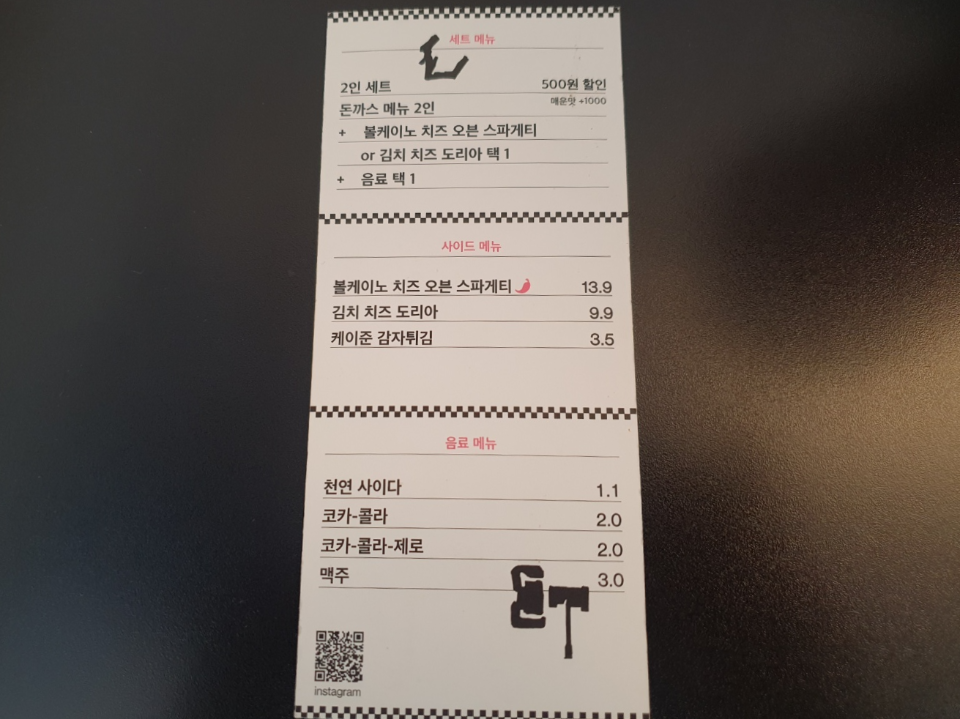 세트 메뉴
2인 세트 500원 할인
돈까스 메뉴 2인 매운맛 +1000
+ 볼케이노 치즈 오븐 스파게티
or 김치 치즈 도리아 택 1
+ 음료 택 1
사이드 메뉴
볼케이노 치즈 오븐 스파게티 13.9
김치 치즈 도리아 9.9
케이준 감자튀김 3.5
음료 메뉴
천연 사이다 1.1
코카-콜라 2.0
코카-콜라-제로 2.0
맥주 3.0
instagram